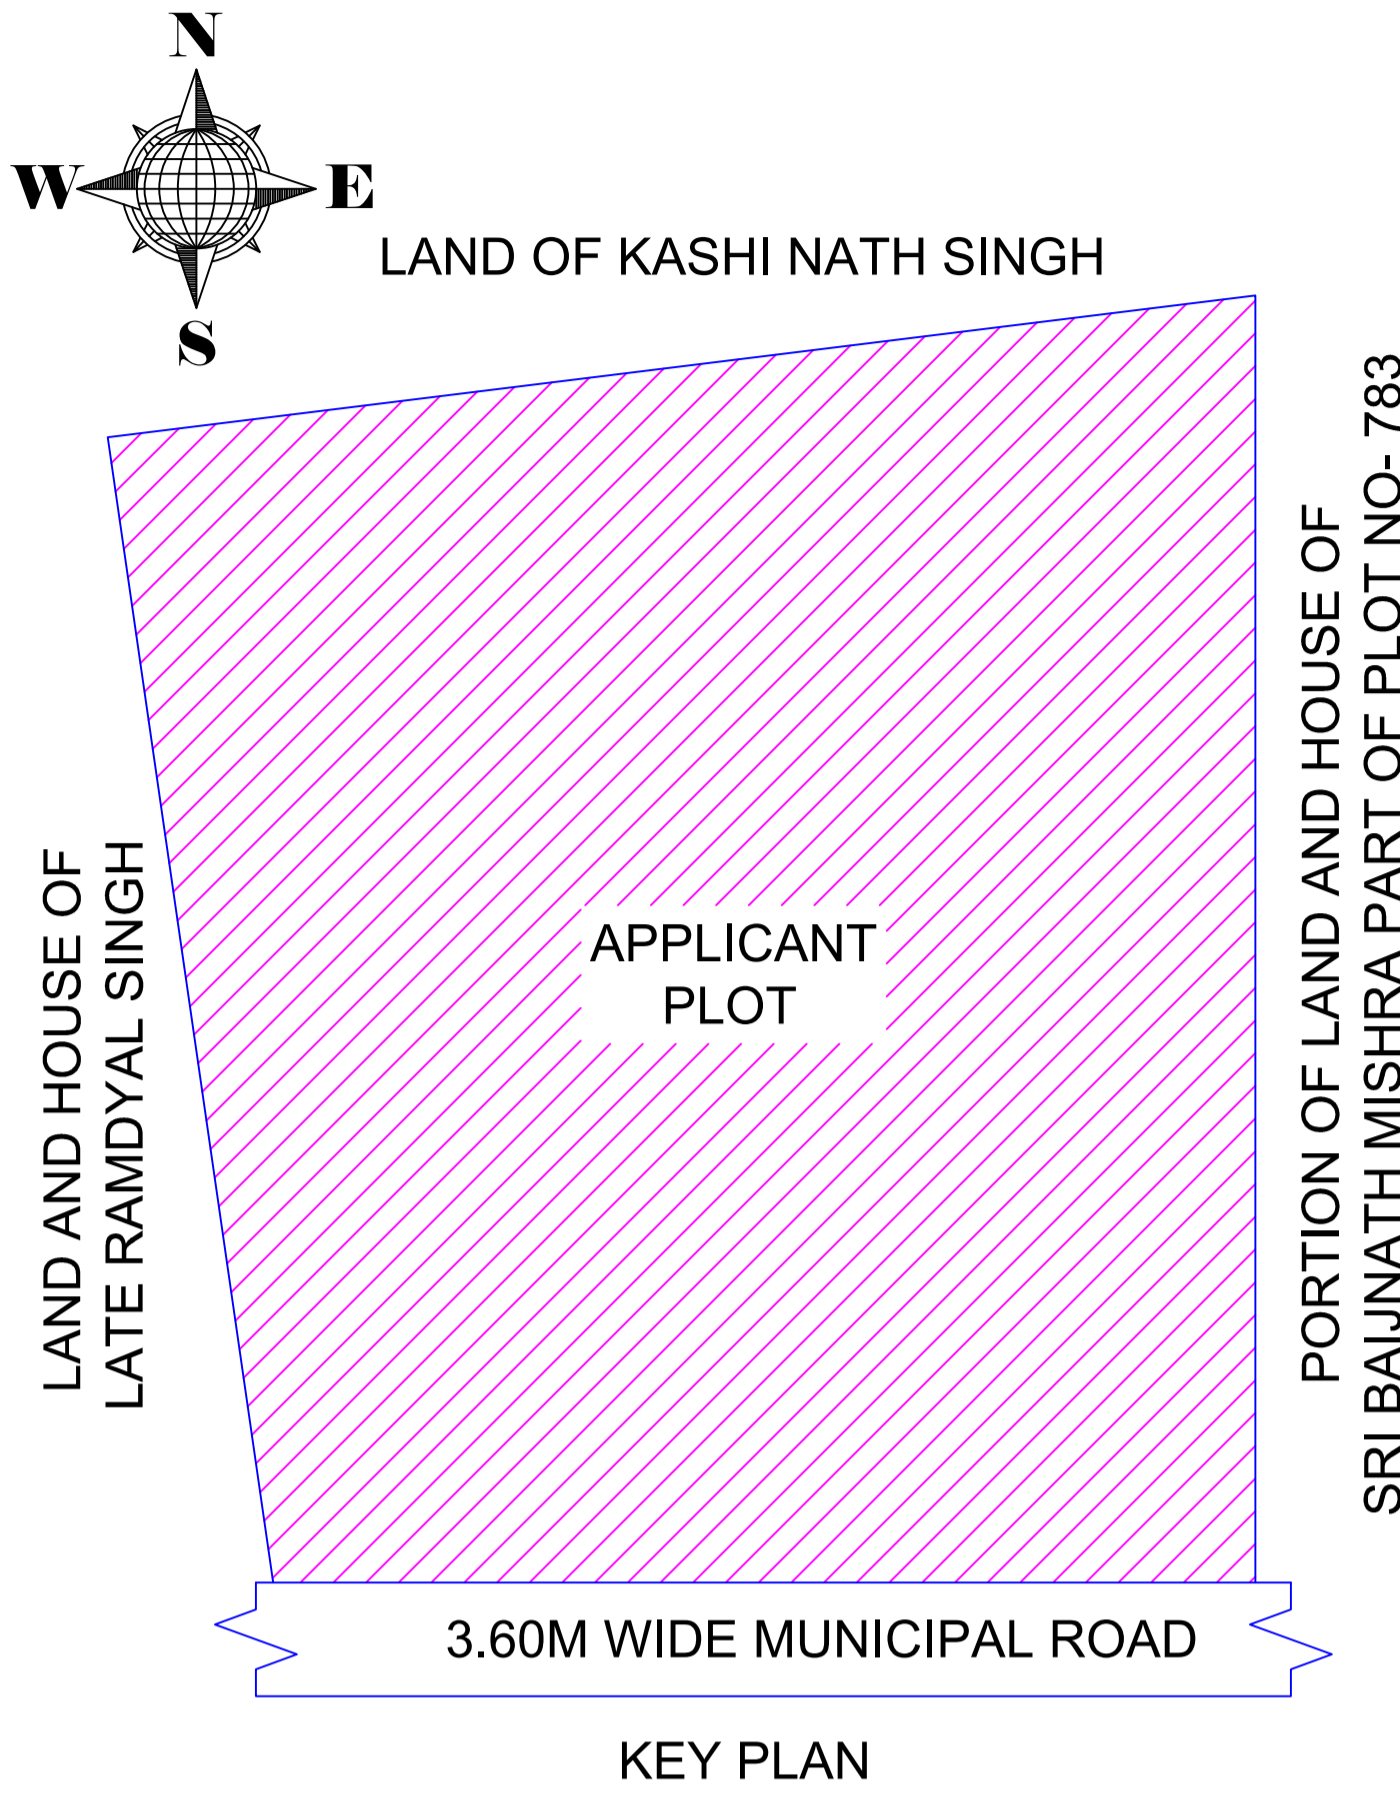 N
W
E
S
LAND OF KASHI NATH SINGH
LAND AND HOUSE OF
LATE RAMDYAL SINGH
APPLICANT
PLOT
PORTION OF LAND AND HOUSE OF
SRI BAIJNATH MISHRA PART OF PLOT NO- 783
3.60M WIDE MUNICIPAL ROAD
KEY PLAN